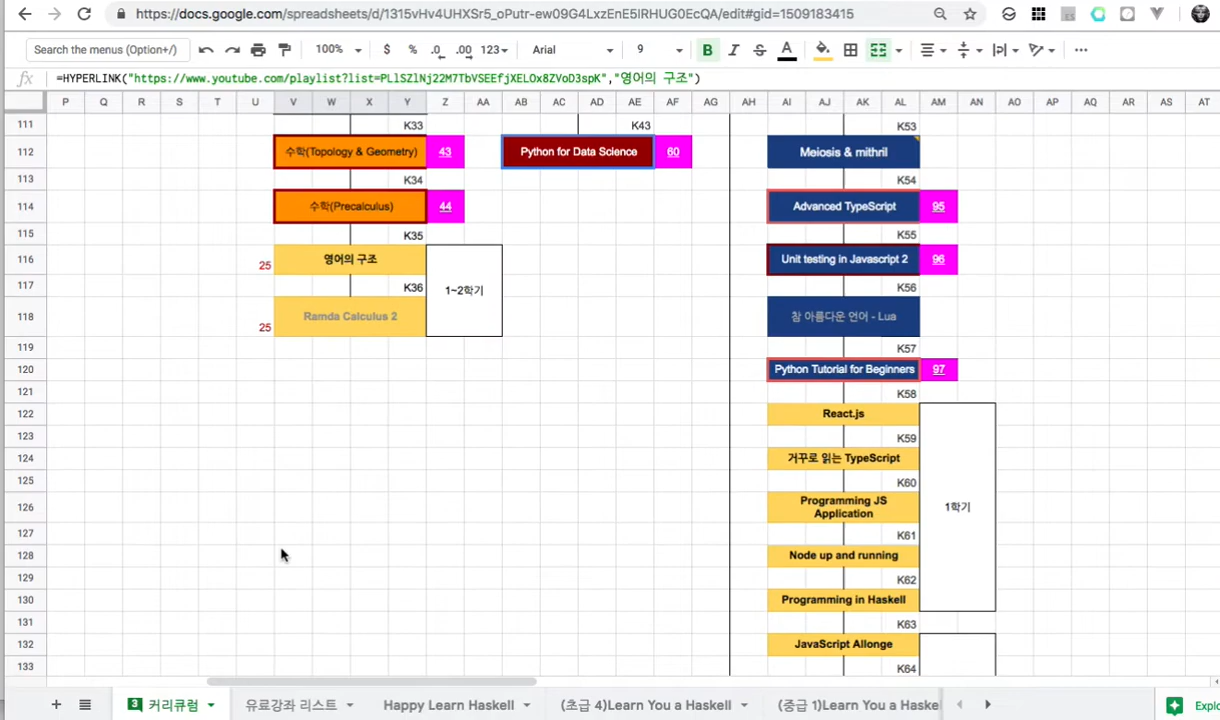 https://docs.google.com/spreadsheets/d/1315vHv4UHXSr5_oPutr-ew09G4LxzEnE5IRHUG0EcQA/edit#gid=1509183415
Search the menus (Option+/) 100% $ % .0 .00 123 Arial 9 B I S A
fx =HYPERLINK("https://www.youtube.com/playlist?list=PLlSZlNj22M7TbVSEEfjXELOx8ZVoD3spK","영어의 구조")
P Q R S T U V W X Y Z AA AB AC AD AE AF AG AH AI AJ AK AL AM AN AO AP AQ AR AS AT
111 K33 K43 K53
112 수학(Topology & Geometry) 43 Python for Data Science 60 Meiosis & mithril
113 K34 K54
114 수학(Precalculus) 44 Advanced TypeScript 95
115 K35 K55
116 25 영어의 구조 Unit testing in Javascript 2 96
117 K36 1~2학기 K56
118 25 Ramda Calculus 2 참 아름다운 언어 - Lua
119 K57
120 Python Tutorial for Beginners 97
121 K58
122 React.js
123 K59
124 거꾸로 읽는 TypeScript
125 K60
126 Programming JS Application 1학기
127 K61
128 Node up and running
129 K62
130 Programming in Haskell
131 K63
132 JavaScript Allonge
133 K64
+ 3 커리큘럼 유료강좌 리스트 Happy Learn Haskell (초급 4)Learn You a Haskell (중급 1)Learn You a Haske Explo